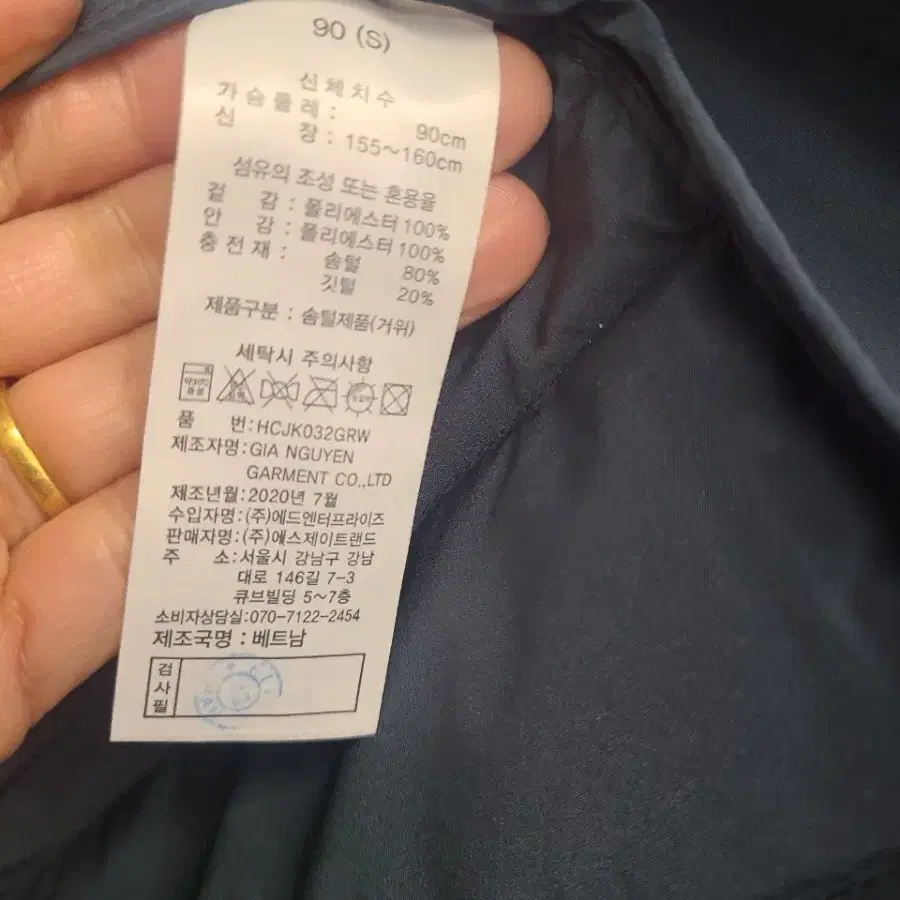 90 (S)
신체치수
가슴둘레 : 90cm
신 장 : 155~160cm
섬유의 조성 또는 혼용율
겉 감 : 폴리에스터 100%
안 감 : 폴리에스터 100%
충전재 : 솜털 80%
깃털 20%
제품구분 : 솜털제품(거위)
세탁시 주의사항
품 번:HCJK032GRW
제조자명:GIA NGUYEN
GARMENT CO.,LTD
제조년월:2020년 7월
수입자명:(주)에드엔터프라이즈
판매자명:(주)에스제이트랜드
주 소:서울시 강남구 강남
대로 146길 7-3
큐브빌딩 5~7층
소비자상담실:070-7122-2454
제조국명 : 베트남
검사필